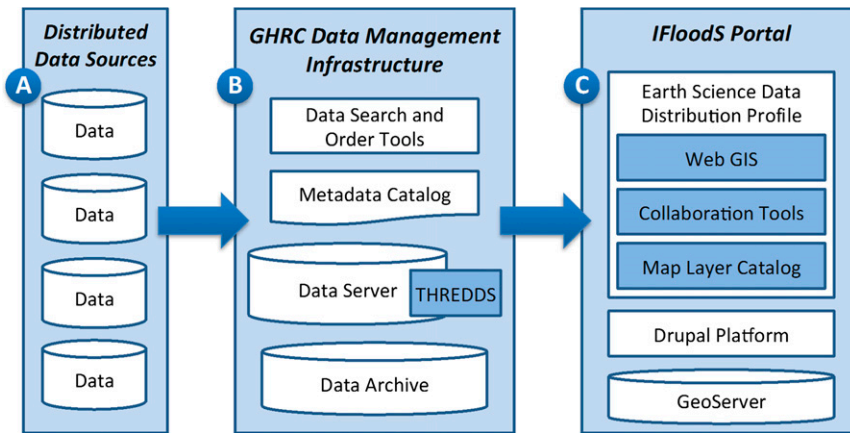 Distributed
Data Sources
A
Data
Data
Data
Data
GHRC Data Management
Infrastructure
B
Data Search and
Order Tools
Metadata Catalog
Data Server
THREDDS
Data Archive
IFloodS Portal
C
Earth Science Data
Distribution Profile
Web GIS
Collaboration Tools
Map Layer Catalog
Drupal Platform
GeoServer